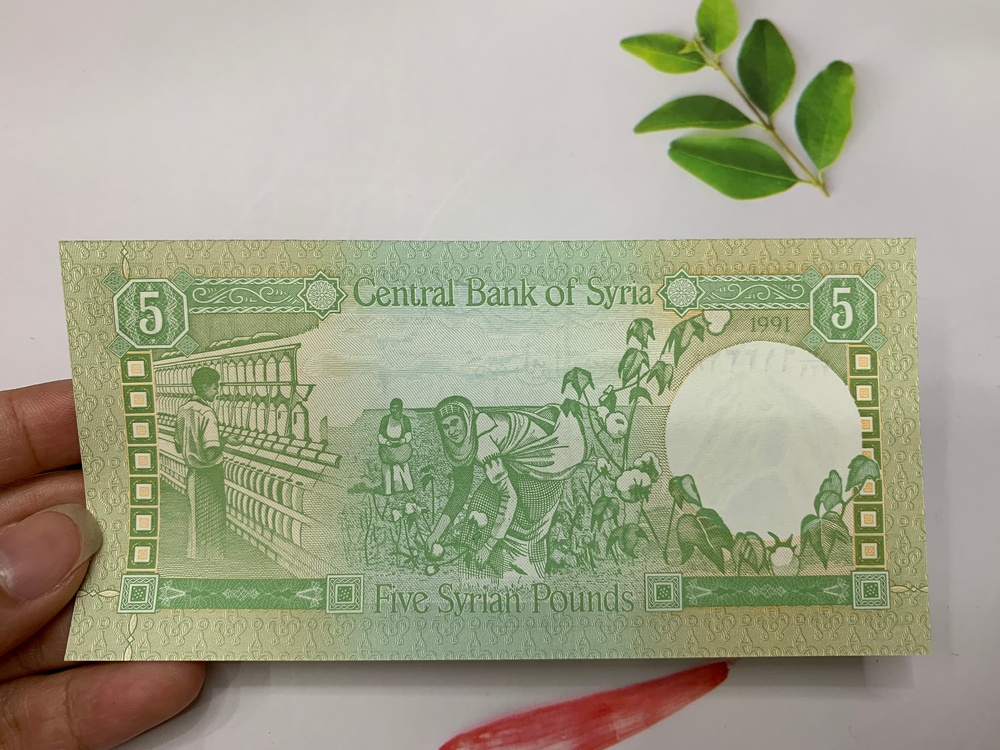 5 Central Bank of Syria 5
1991
Five Syrian Pounds